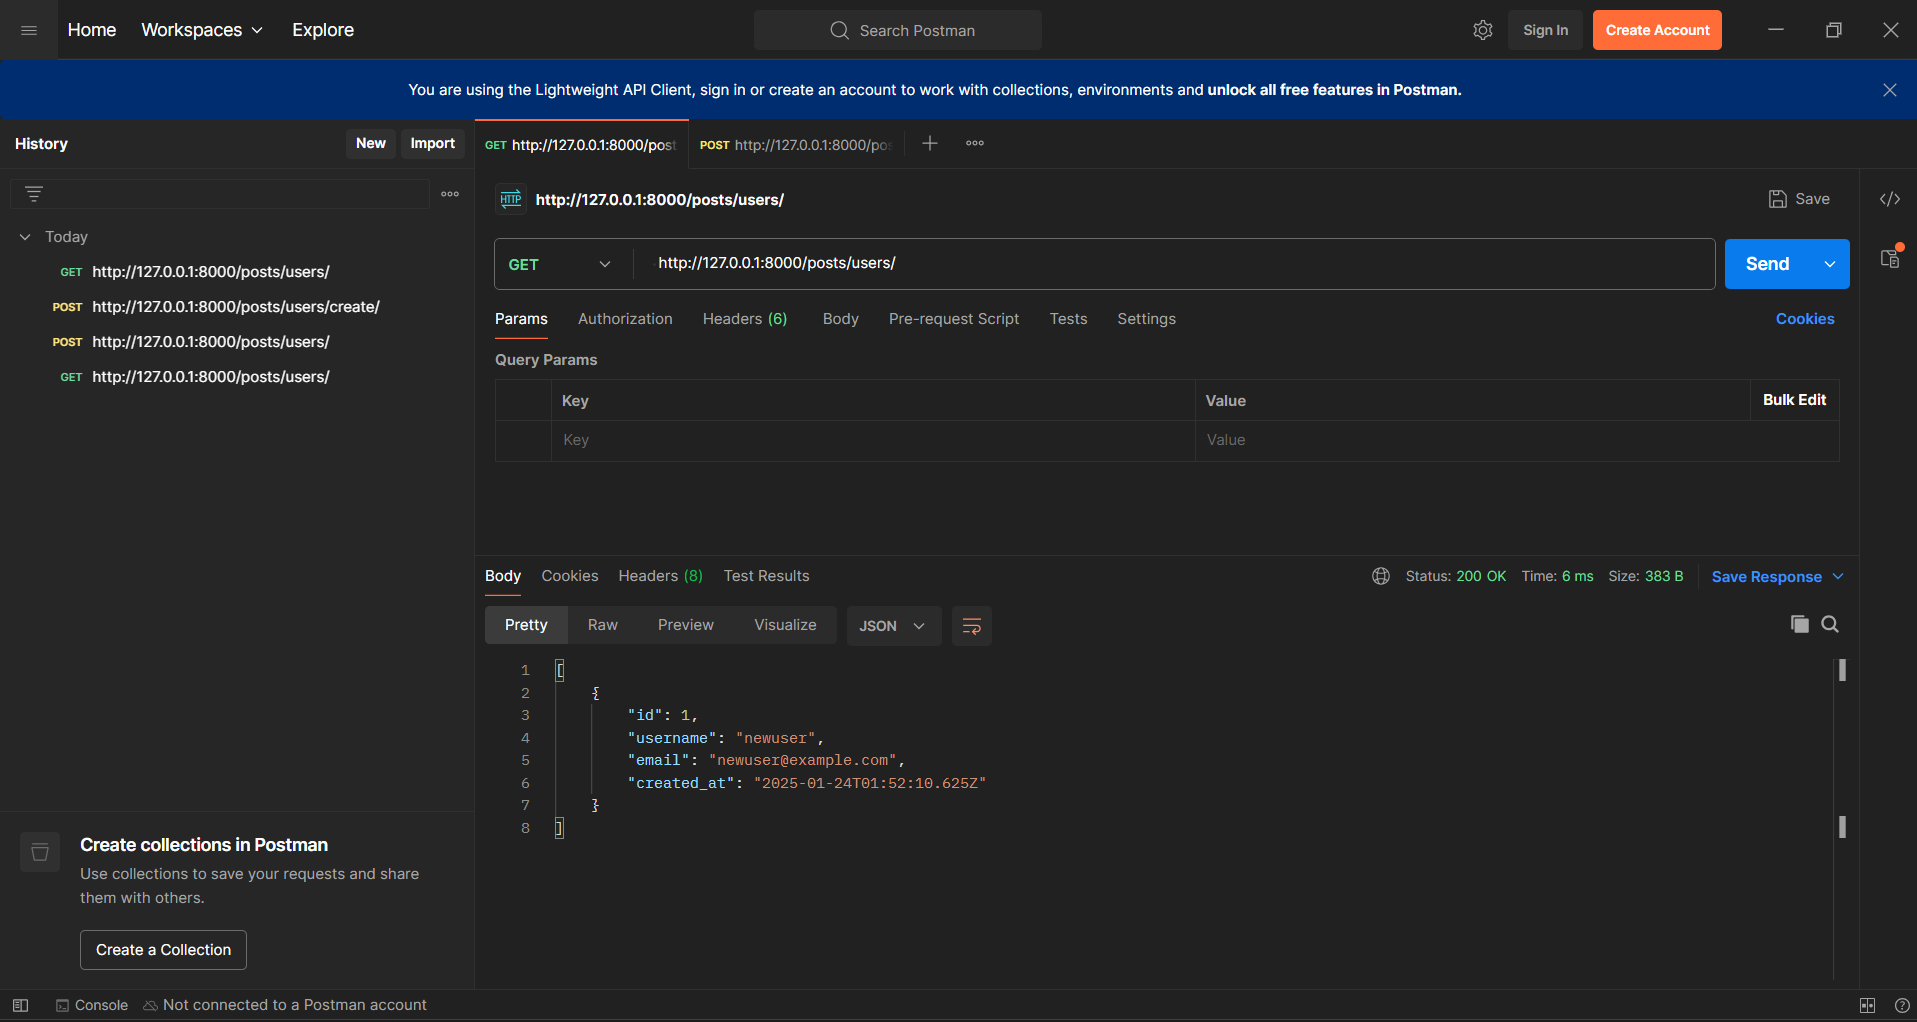 Home Workspaces Explore Search Postman Sign In Create Account
You are using the Lightweight API Client, sign in or create an account to work with collections, environments and unlock all free features in Postman.
History New Import
GET http://127.0.0.1:8000/post POST http://127.0.0.1:8000/pos
HTTP http://127.0.0.1:8000/posts/users/ Save
Today
GET http://127.0.0.1:8000/posts/users/
POST http://127.0.0.1:8000/posts/users/create/
POST http://127.0.0.1:8000/posts/users/
GET http://127.0.0.1:8000/posts/users/
GET http://127.0.0.1:8000/posts/users/ Send
Params Authorization Headers (6) Body Pre-request Script Tests Settings Cookies
Query Params
Key Value Bulk Edit
Key Value
Body Cookies Headers (8) Test Results Status: 200 OK Time: 6 ms Size: 383 B Save Response
Pretty Raw Preview Visualize JSON
1 [
2 {
3 "id": 1,
4 "username": "newuser",
5 "email": "newuser@example.com",
6 "created_at": "2025-01-24T01:52:10.625Z"
7 }
8 ]
Create collections in Postman
Use collections to save your requests and share
them with others.
Create a Collection
Console Not connected to a Postman account